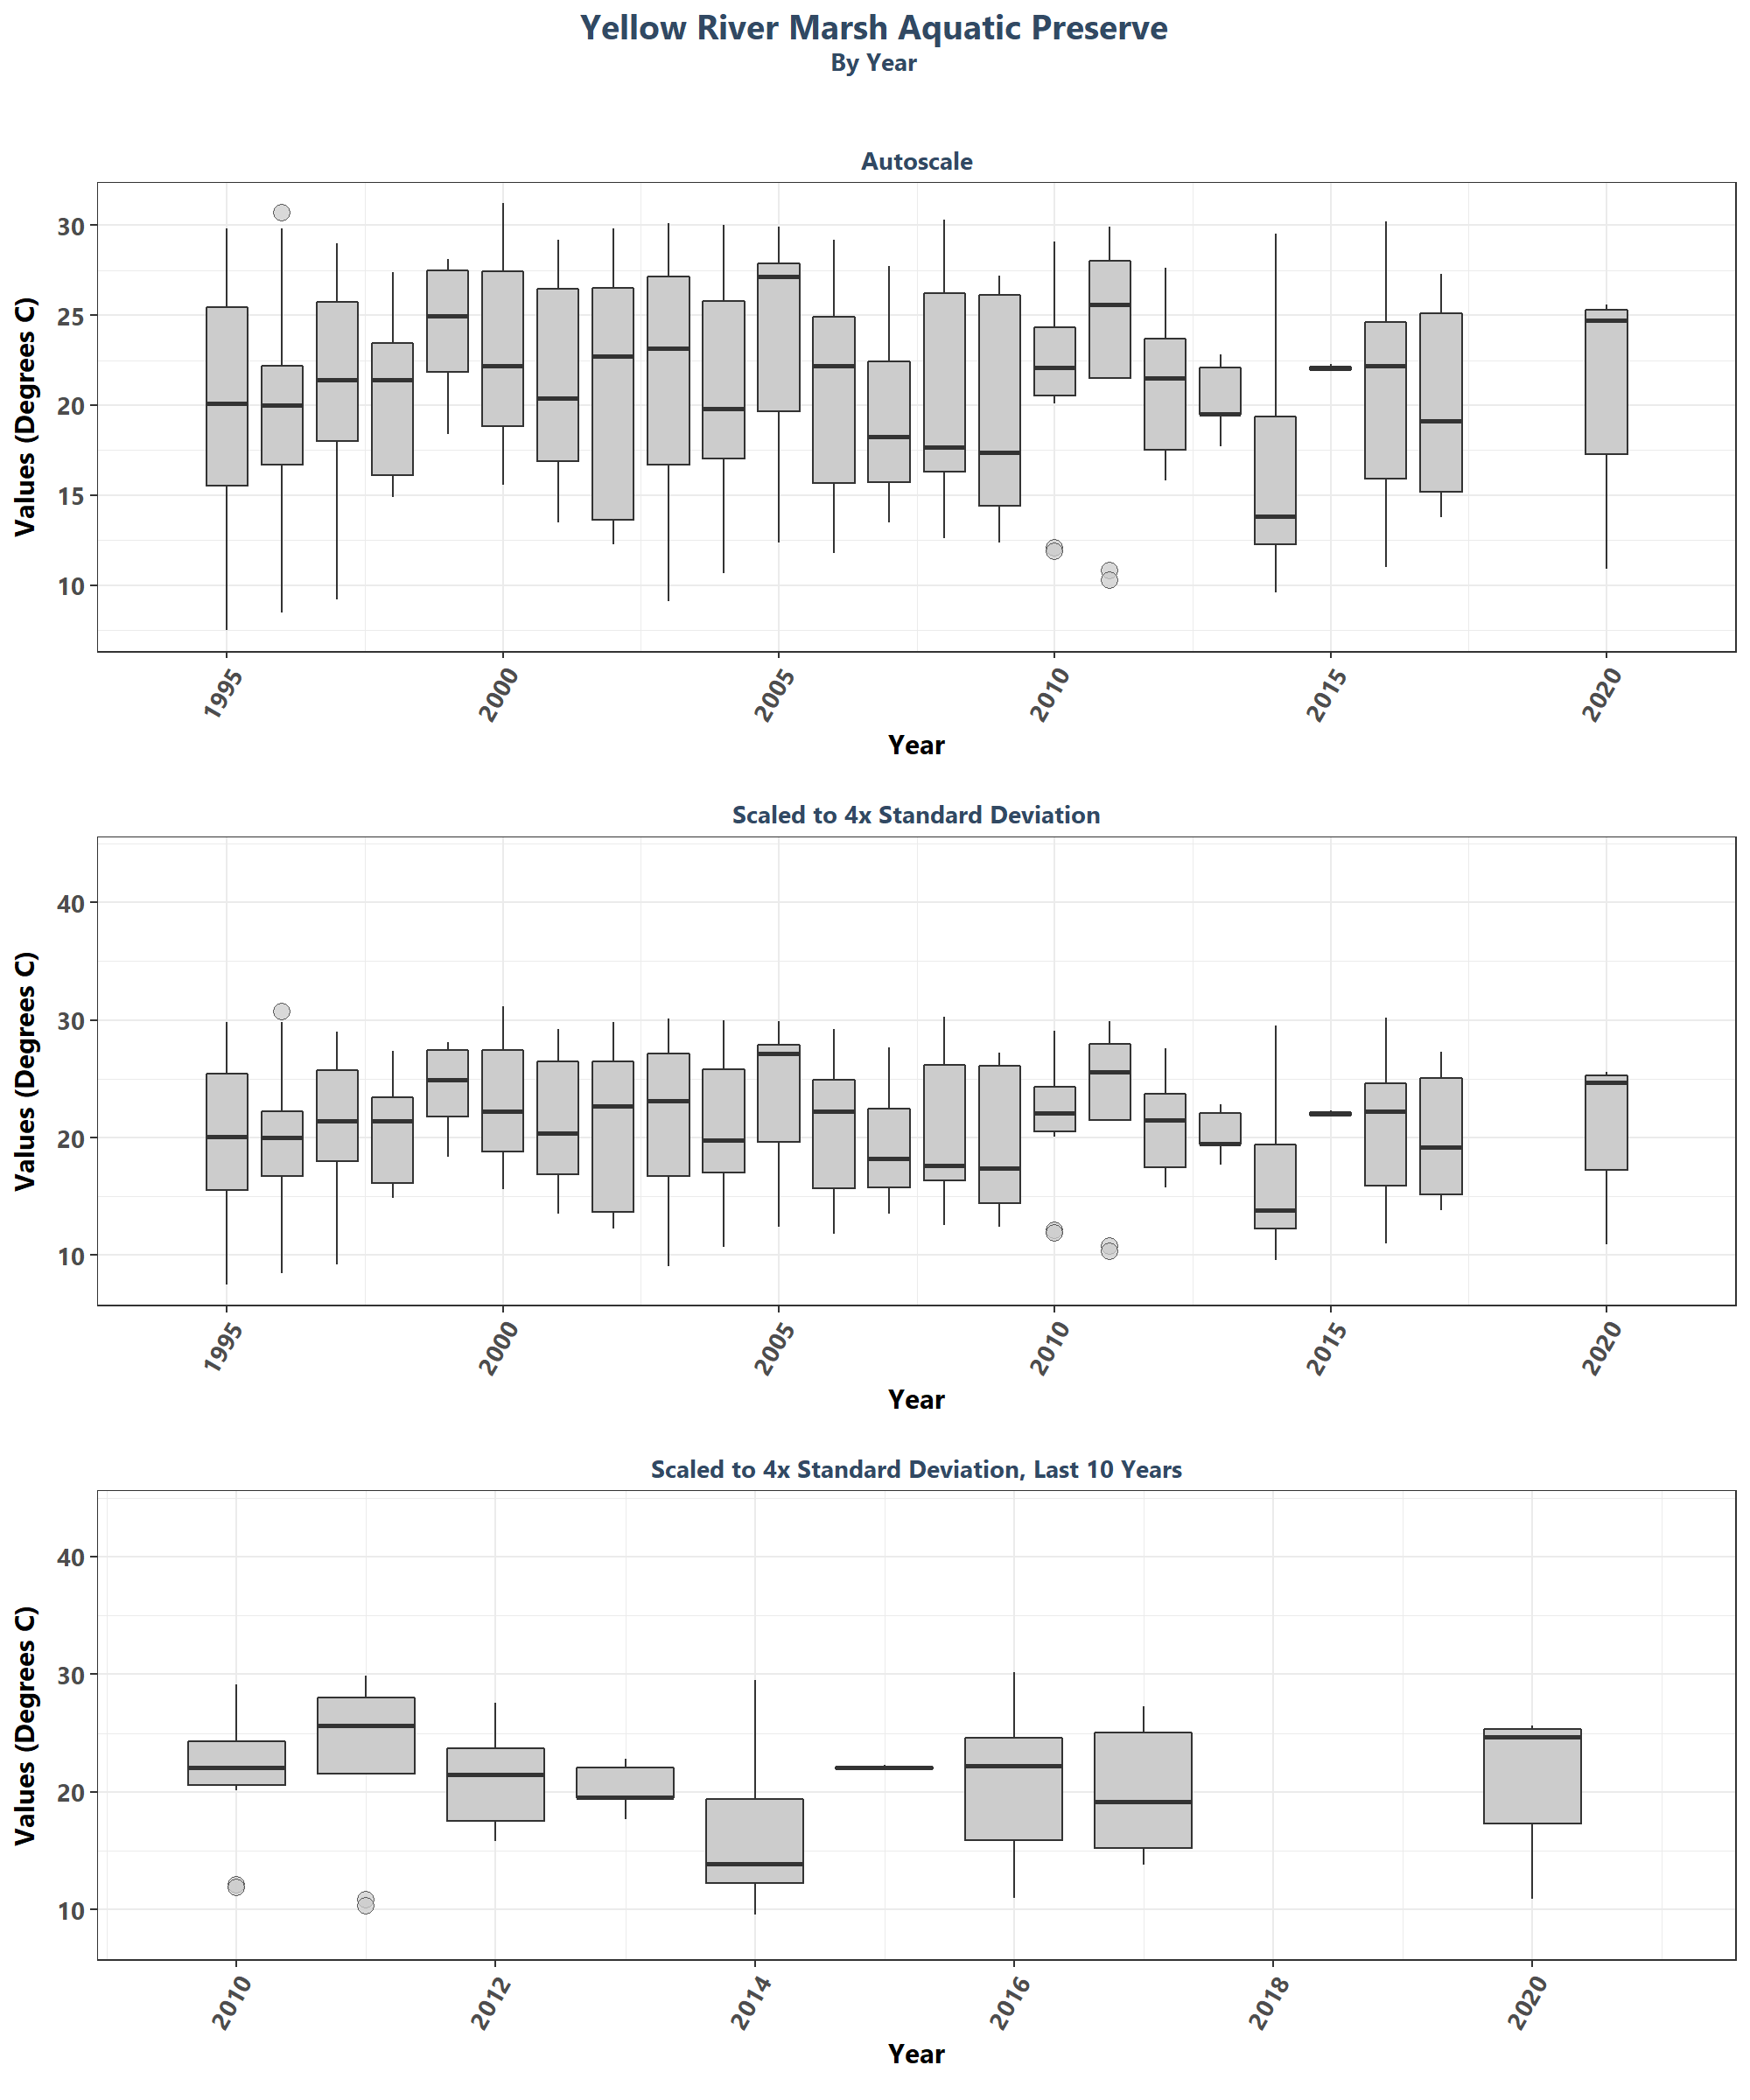 Yellow River Marsh Aquatic Preserve
By Year
Autoscale
Values (Degrees C)
30
25
20
15
10
1995
2000
2005
2010
2015
2020
Year
Scaled to 4x Standard Deviation
Values (Degrees C)
40
30
20
10
1995
2000
2005
2010
2015
2020
Year
Scaled to 4x Standard Deviation, Last 10 Years
Values (Degrees C)
40
30
20
10
2010
2012
2014
2016
2018
2020
Year